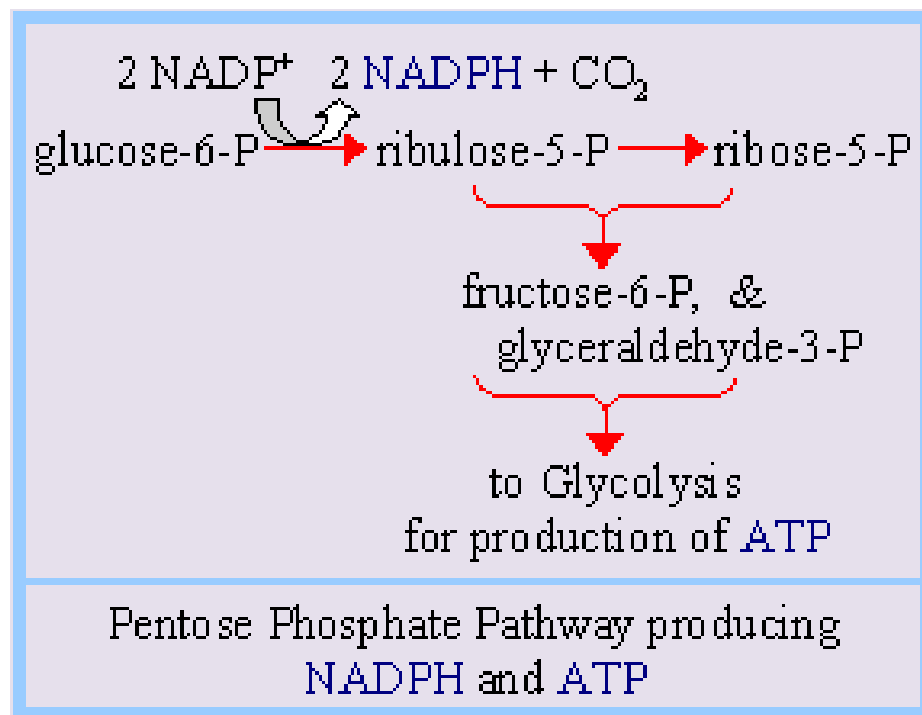 2 NADP⁺ 2 NADPH + CO₂
glucose-6-P ribulose-5-P ribose-5-P
fructose-6-P, &
glyceraldehyde-3-P
to Glycolysis
for production of ATP
Pentose Phosphate Pathway producing
NADPH and ATP